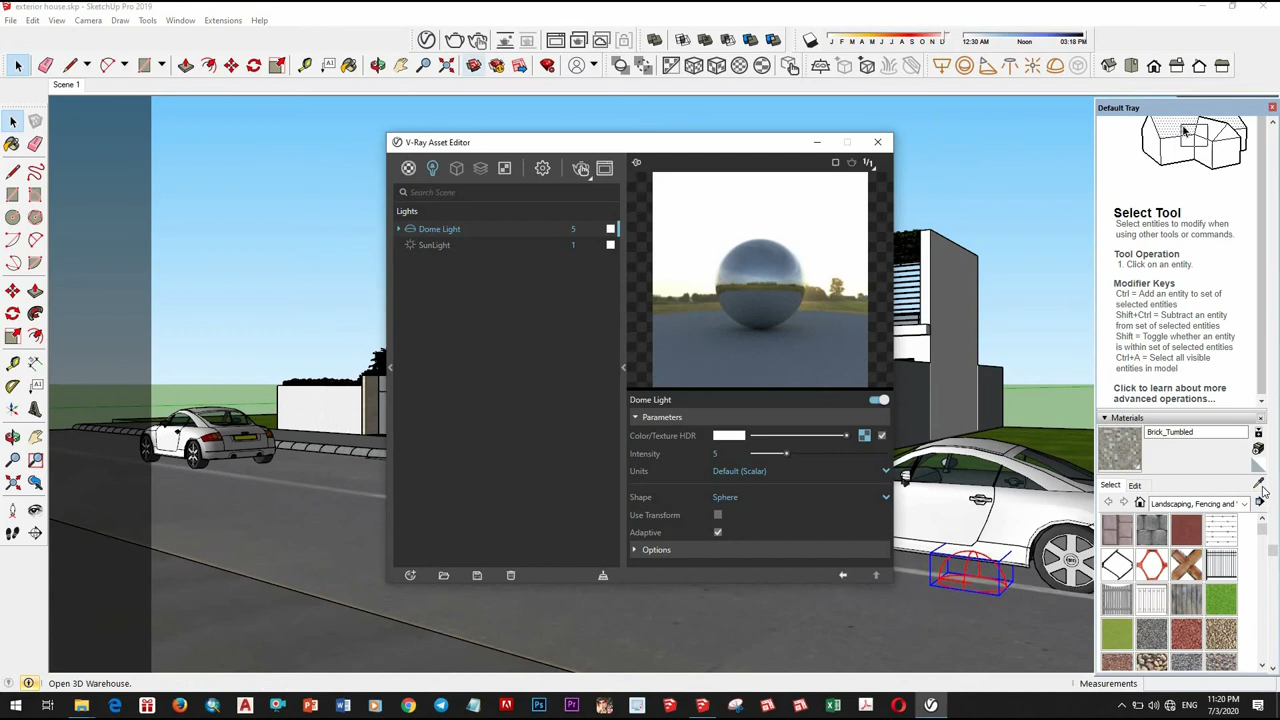 exterior house.skp - SketchUp Pro 2019
File Edit View Camera Draw Tools Window Extensions Help
J F M A M J J A S O N D 12:30 AM Noon 03:18 PM
Scene 1
Default Tray
V-Ray Asset Editor
Search Scene
Lights
Dome Light 5
SunLight 1
Dome Light
Parameters
Color/Texture HDR
Intensity 5
Units Default (Scalar)
Shape Sphere
Use Transform
Adaptive
Options
Select Tool
Select entities to modify when
using other tools or commands.
Tool Operation
1. Click on an entity.
Modifier Keys
Ctrl = Add an entity to set of
selected entities
Shift+Ctrl = Subtract an entity
from set of selected entities
Shift = Toggle whether an entity
is within set of selected entities
Ctrl+A = Select all visible
entities in model
Click to learn about more
advanced operations...
Materials
Brick_Tumbled
Select Edit
Landscaping, Fencing and
Open 3D Warehouse.
Measurements
11:20 PM
7/3/2020